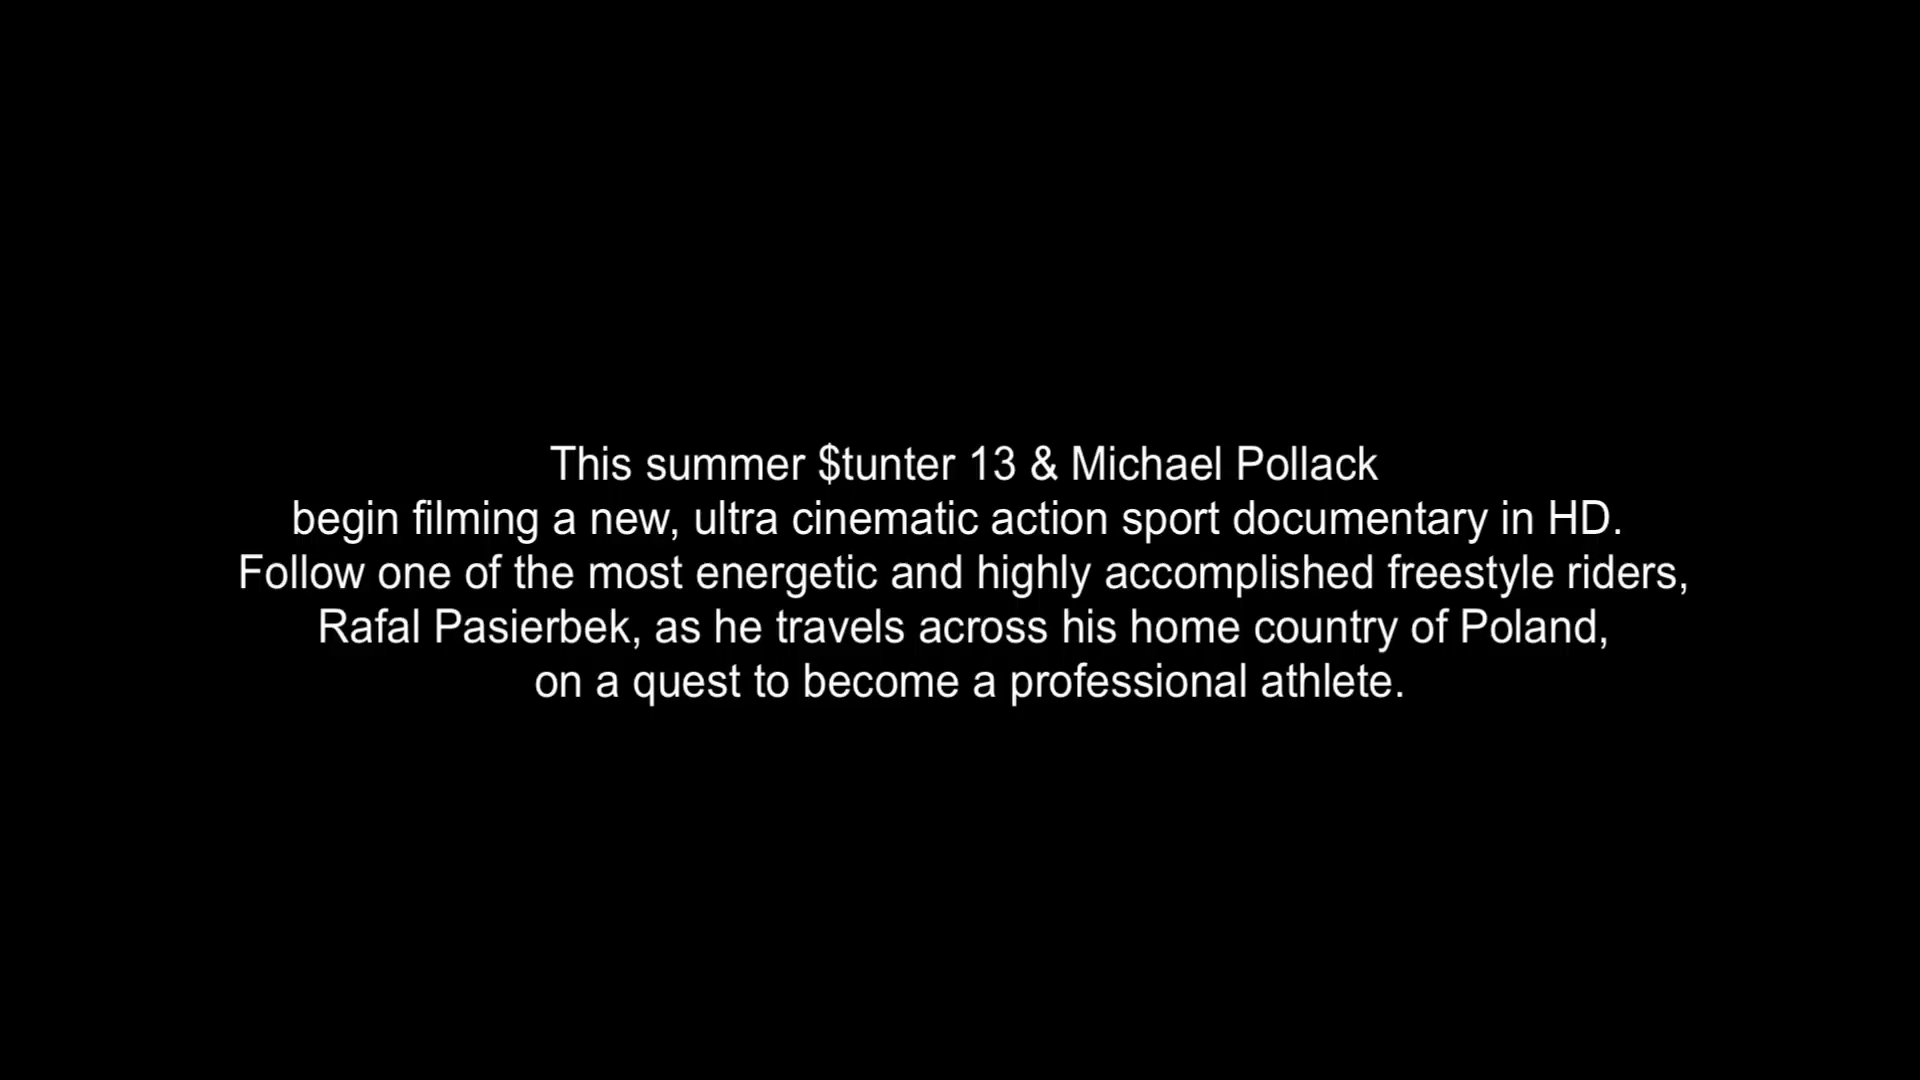 This summer $tunter 13 & Michael Pollack
begin filming a new, ultra cinematic action sport documentary in HD.
Follow one of the most energetic and highly accomplished freestyle riders,
Rafal Pasierbek, as he travels across his home country of Poland,
on a quest to become a professional athlete.